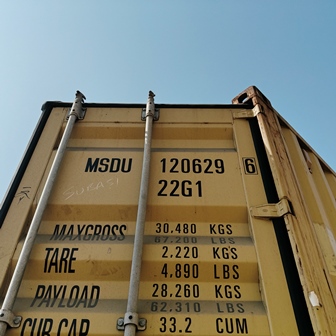 MSDU 120629 6
22G1
MAXGROSS 30.480 KGS
67.200 LBS
TARE 2.220 KGS
4.890 LBS
PAYLOAD 28.260 KGS
62.310 LBS
CUB.CAP. 33.2 CUM